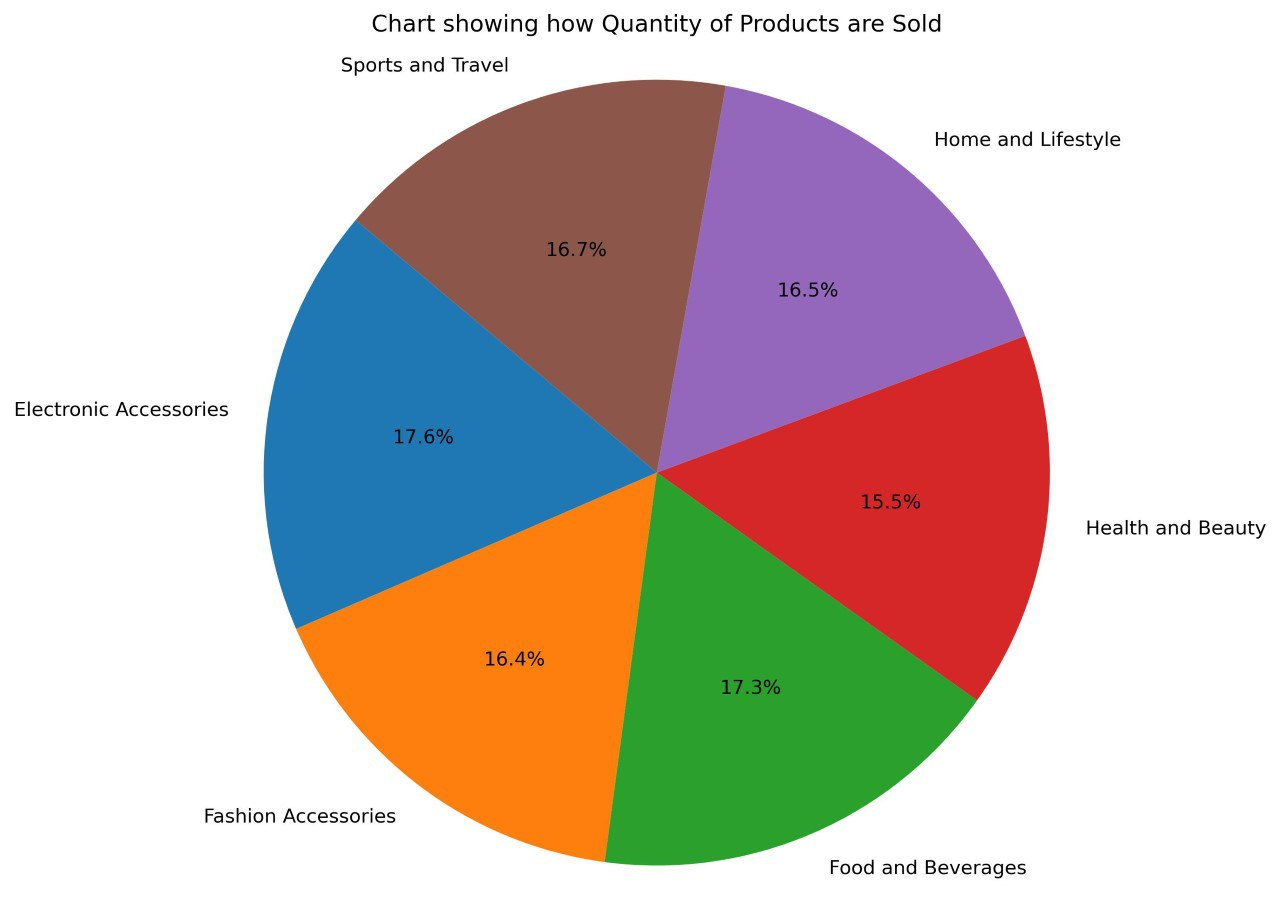 Chart showing how Quantity of Products are Sold
Sports and Travel
Home and Lifestyle
16.7%
16.5%
Electronic Accessories
17.6%
15.5%
Health and Beauty
16.4%
17.3%
Fashion Accessories
Food and Beverages